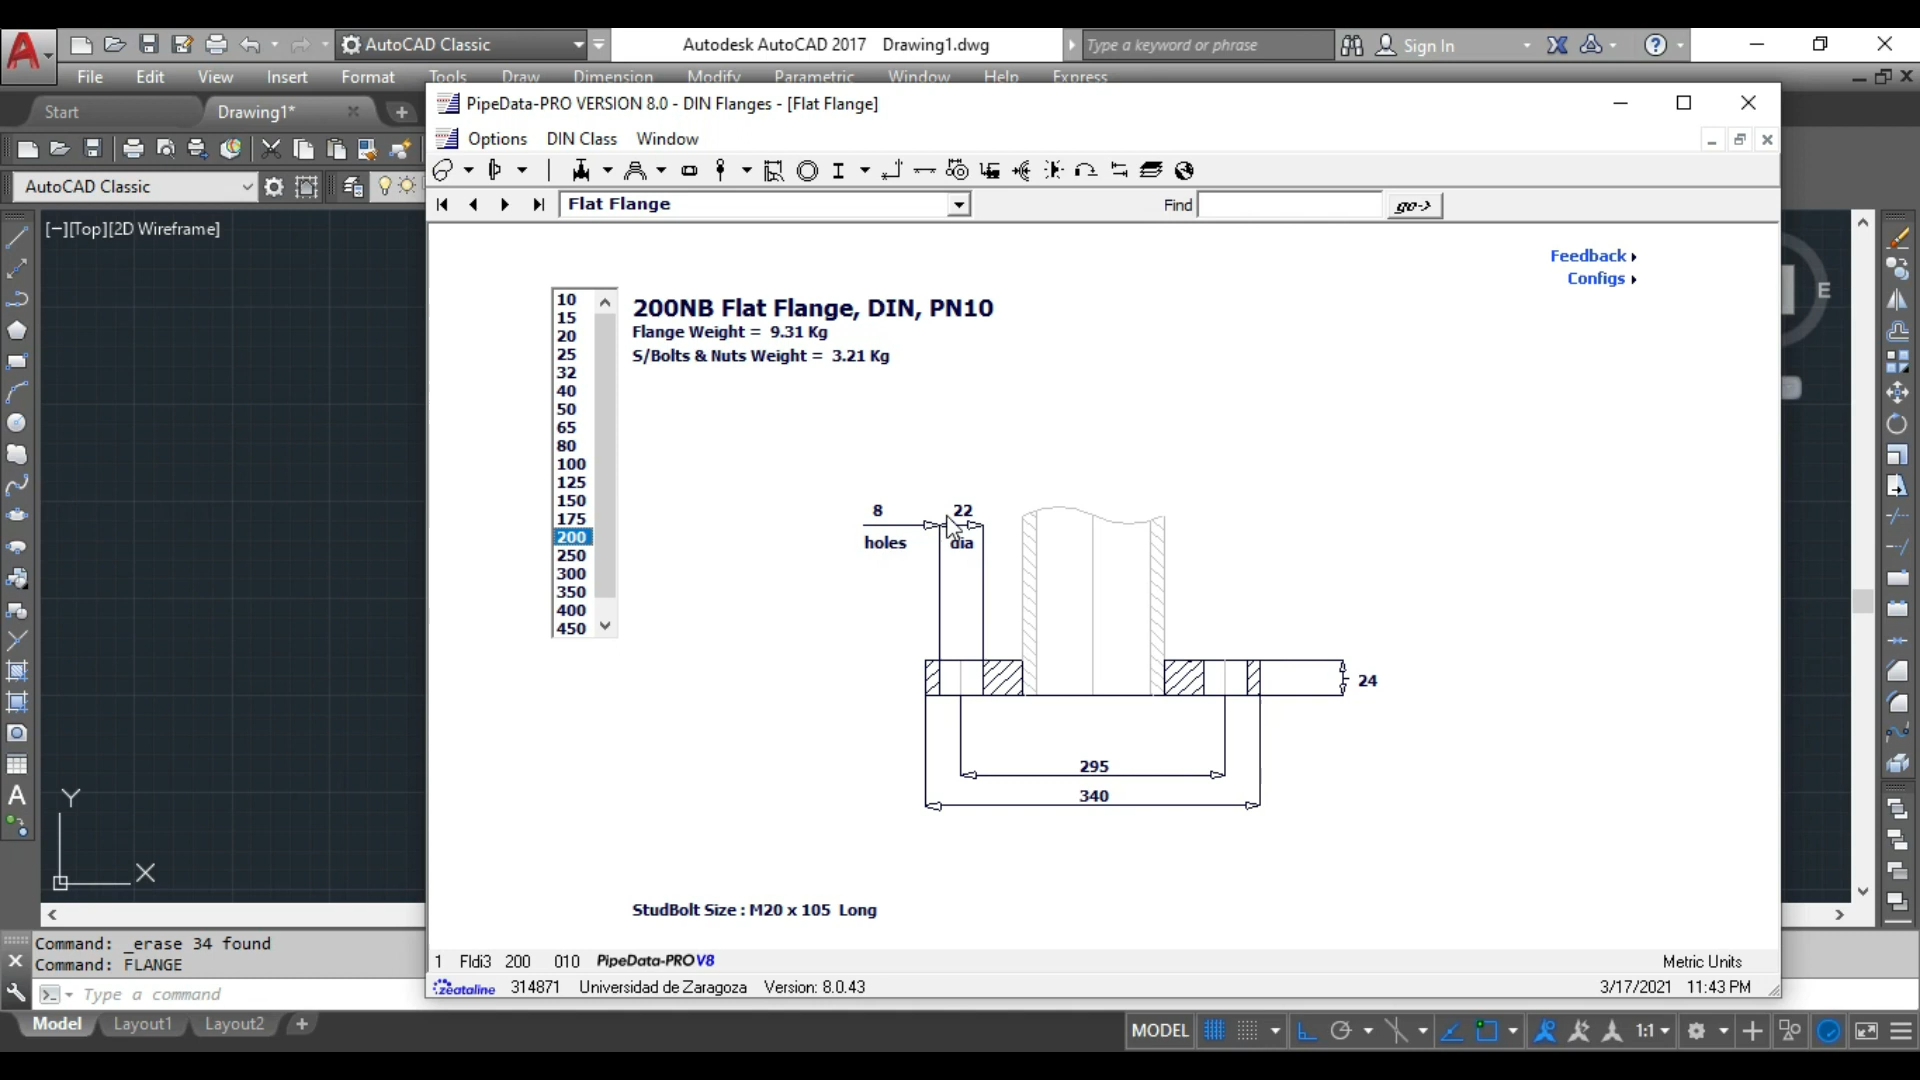 AutoCAD Classic
Autodesk AutoCAD 2017 Drawing1.dwg
Type a keyword or phrase
Sign In
File Edit View Insert Format Tools Draw Dimension Modify Parametric Window Help Express
Start
Drawing1*
PipeData-PRO VERSION 8.0 - DIN Flanges - [Flat Flange]
Options DIN Class Window
AutoCAD Classic
Flat Flange
Find
go->
[−][Top][2D Wireframe]
E
Feedback
Configs
10
15
20
25
32
40
50
65
80
100
125
150
175
200
250
300
350
400
450
200NB Flat Flange, DIN, PN10
Flange Weight = 9.31 Kg
S/Bolts & Nuts Weight = 3.21 Kg
8
holes
22
dia
24
295
340
StudBolt Size : M20 x 105 Long
Y
X
Command: _erase 34 found
Command: FLANGE
Type a command
1 Fldi3 200 010 PipeData-PRO V8
Metric Units
Zeataline 314871 Universidad de Zaragoza Version: 8.0.43
3/17/2021 11:43 PM
Model Layout1 Layout2
MODEL
1:1